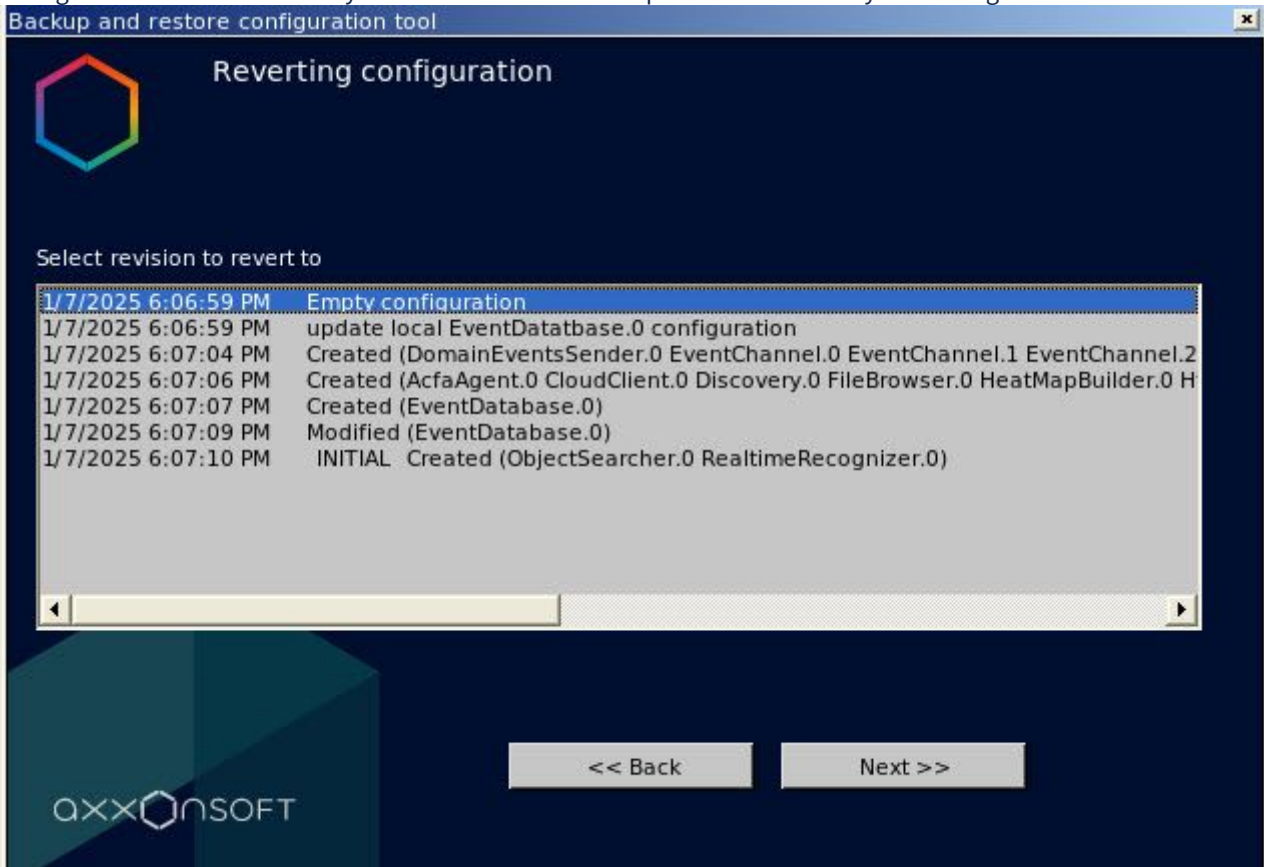 Backup and restore configuration tool
Reverting configuration
Select revision to revert to
1/7/2025 6:06:59 PM Empty configuration
1/7/2025 6:06:59 PM update local EventDatatbase.0 configuration
1/7/2025 6:07:04 PM Created (DomainEventsSender.0 EventChannel.0 EventChannel.1 EventChannel.2
1/7/2025 6:07:06 PM Created (AcfaAgent.0 CloudClient.0 Discovery.0 FileBrowser.0 HeatMapBuilder.0 H
1/7/2025 6:07:07 PM Created (EventDatabase.0)
1/7/2025 6:07:09 PM Modified (EventDatabase.0)
1/7/2025 6:07:10 PM INITIAL Created (ObjectSearcher.0 RealtimeRecognizer.0)
<< Back Next >>
axxonsoft